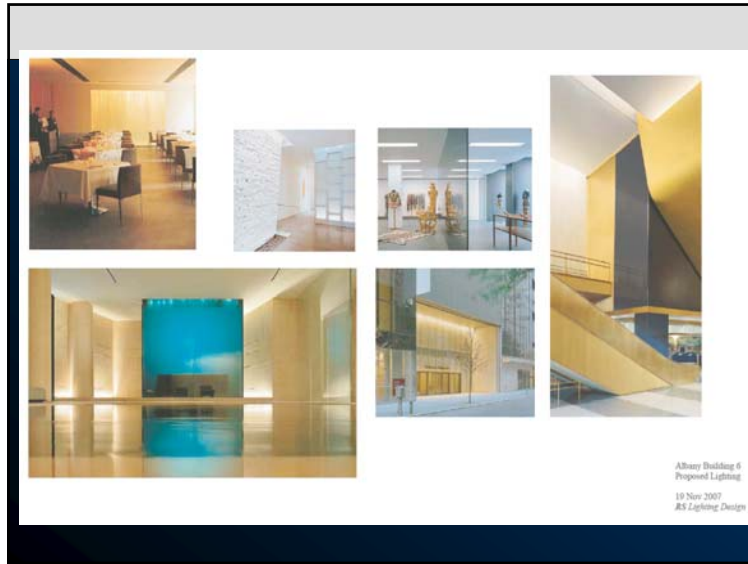 Albany Building 6
Proposed Lighting
19 Nov 2007
RS Lighting Design